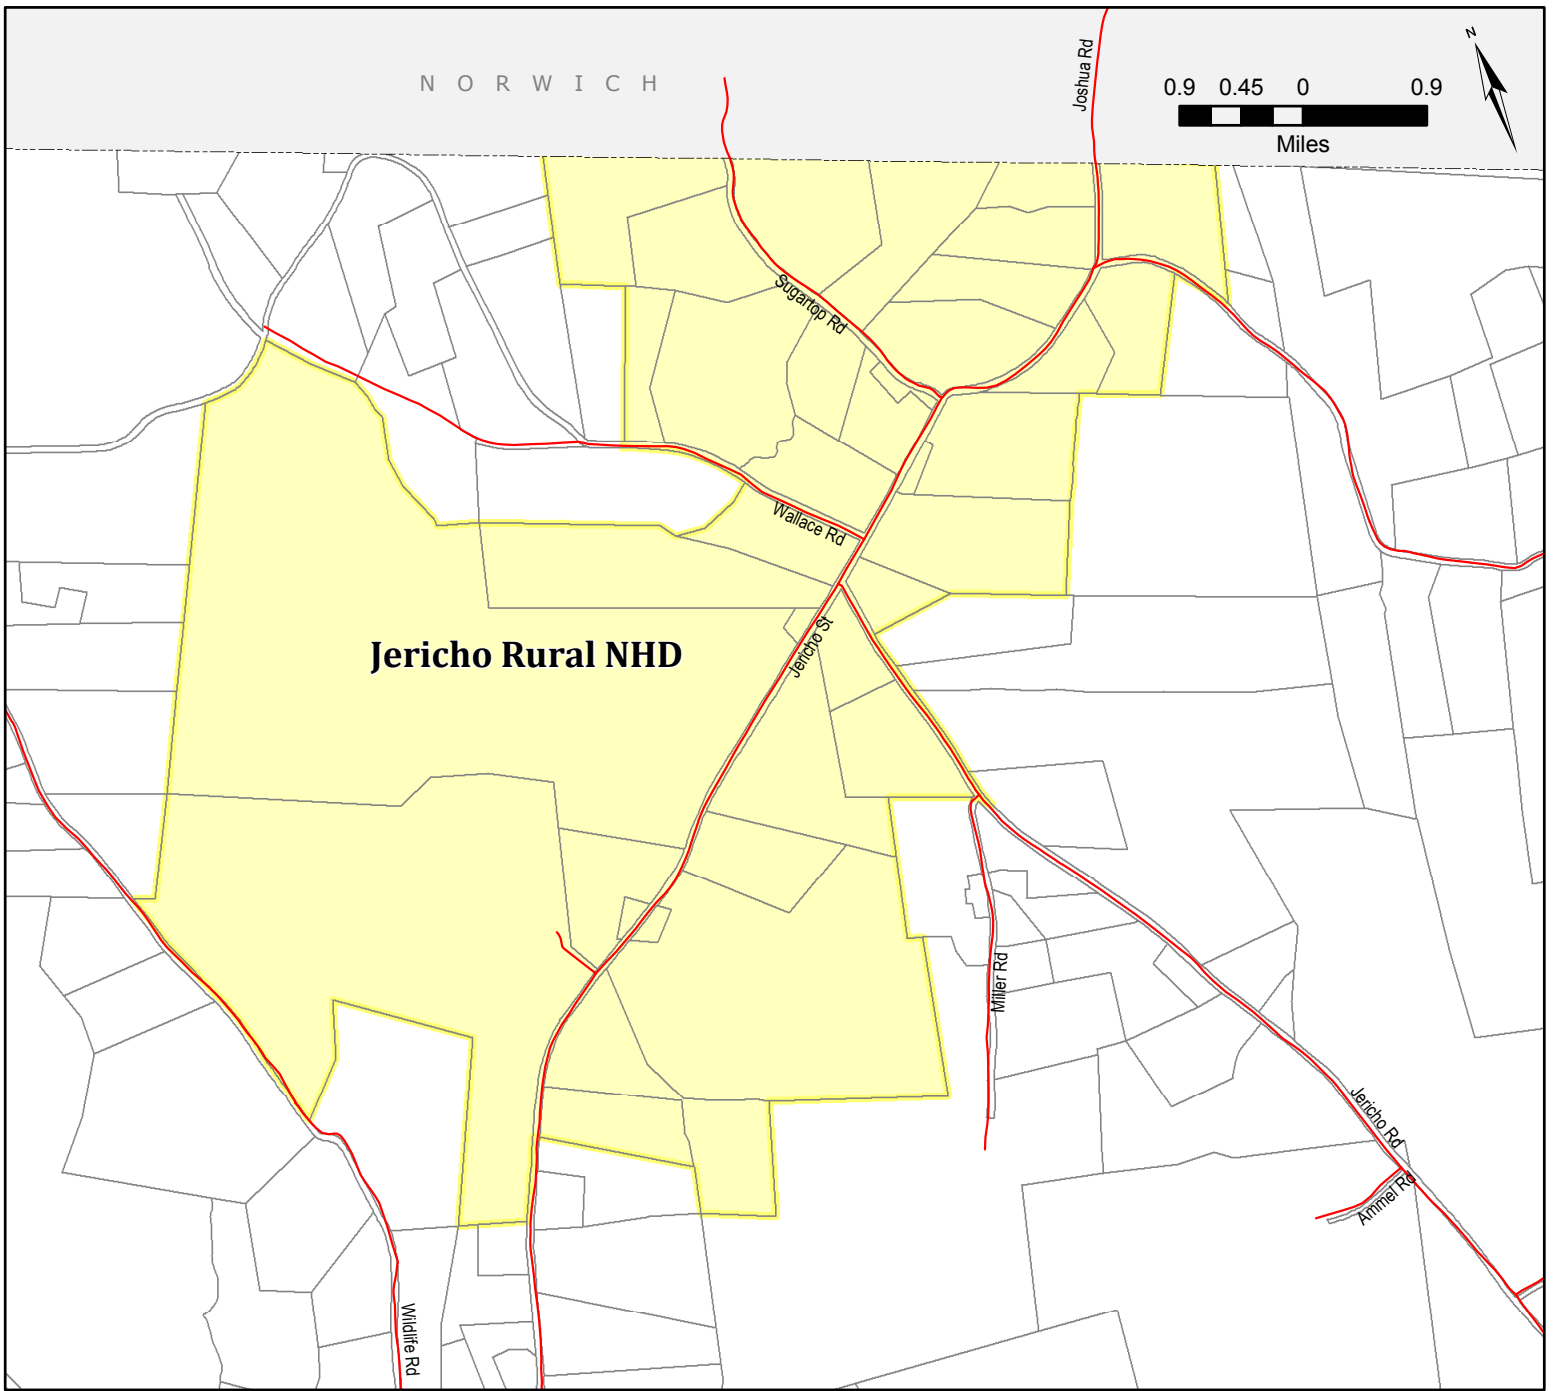 N O R W I C H
Joshua Rd
N
0.9 0.45 0 0.9
Miles
Sugartop Rd
Wallace Rd
Jericho St
Jericho Rural NHD
Miller Rd
Jericho Rd
Ammel Rd
Wildlife Rd